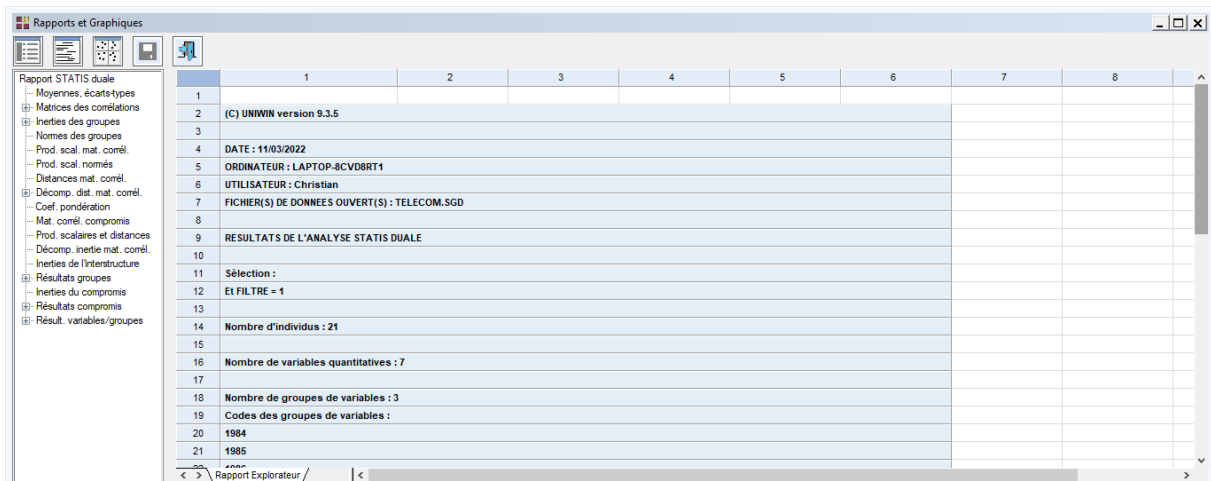 Rapports et Graphiques
Rapport STATIS duale
Moyennes, écarts-types
Matrices des corrélations
Inerties des groupes
Normes des groupes
Prod. scal. mat. corrél.
Prod. scal. normés
Distances mat. corrél.
Décomp. dist. mat. corrél.
Coef. pondération
Mat. corrél. compromis
Prod. scalaires et distances
Décomp. inertie mat. corrél.
Inerties de l'interstructure
Résultats groupes
Inerties du compromis
Résultats compromis
Résult. variables/groupes
1 2 3 4 5 6 7 8
1
2 (C) UNIWIN version 9.3.5
3
4 DATE : 11/03/2022
5 ORDINATEUR : LAPTOP-8CVD8RT1
6 UTILISATEUR : Christian
7 FICHIER(S) DE DONNEES OUVERT(S) : TELECOM.SGD
8
9 RESULTATS DE L'ANALYSE STATIS DUALE
10
11 Sélection :
12 Et FILTRE = 1
13
14 Nombre d'individus : 21
15
16 Nombre de variables quantitatives : 7
17
18 Nombre de groupes de variables : 3
19 Codes des groupes de variables :
20 1984
21 1985
Rapport Explorateur